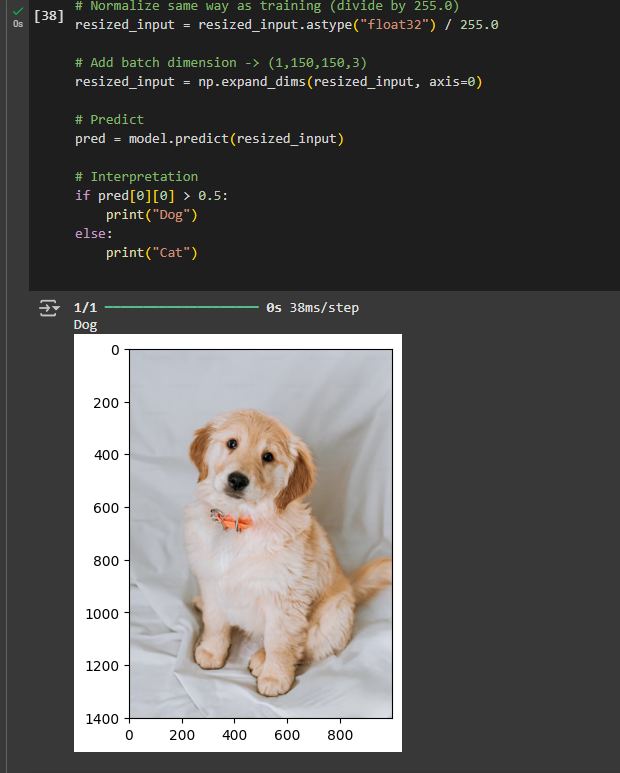 # Normalize same way as training (divide by 255.0)
[38] resized_input = resized_input.astype("float32") / 255.0
0s
# Add batch dimension -> (1,150,150,3)
resized_input = np.expand_dims(resized_input, axis=0)
# Predict
pred = model.predict(resized_input)
# Interpretation
if pred[0][0] > 0.5:
    print("Dog")
else:
    print("Cat")
1/1 ━━━━━━━━━━━━━━━━━━━━ 0s 38ms/step
Dog
0
200
400
600
800
1000
1200
1400
0 200 400 600 800